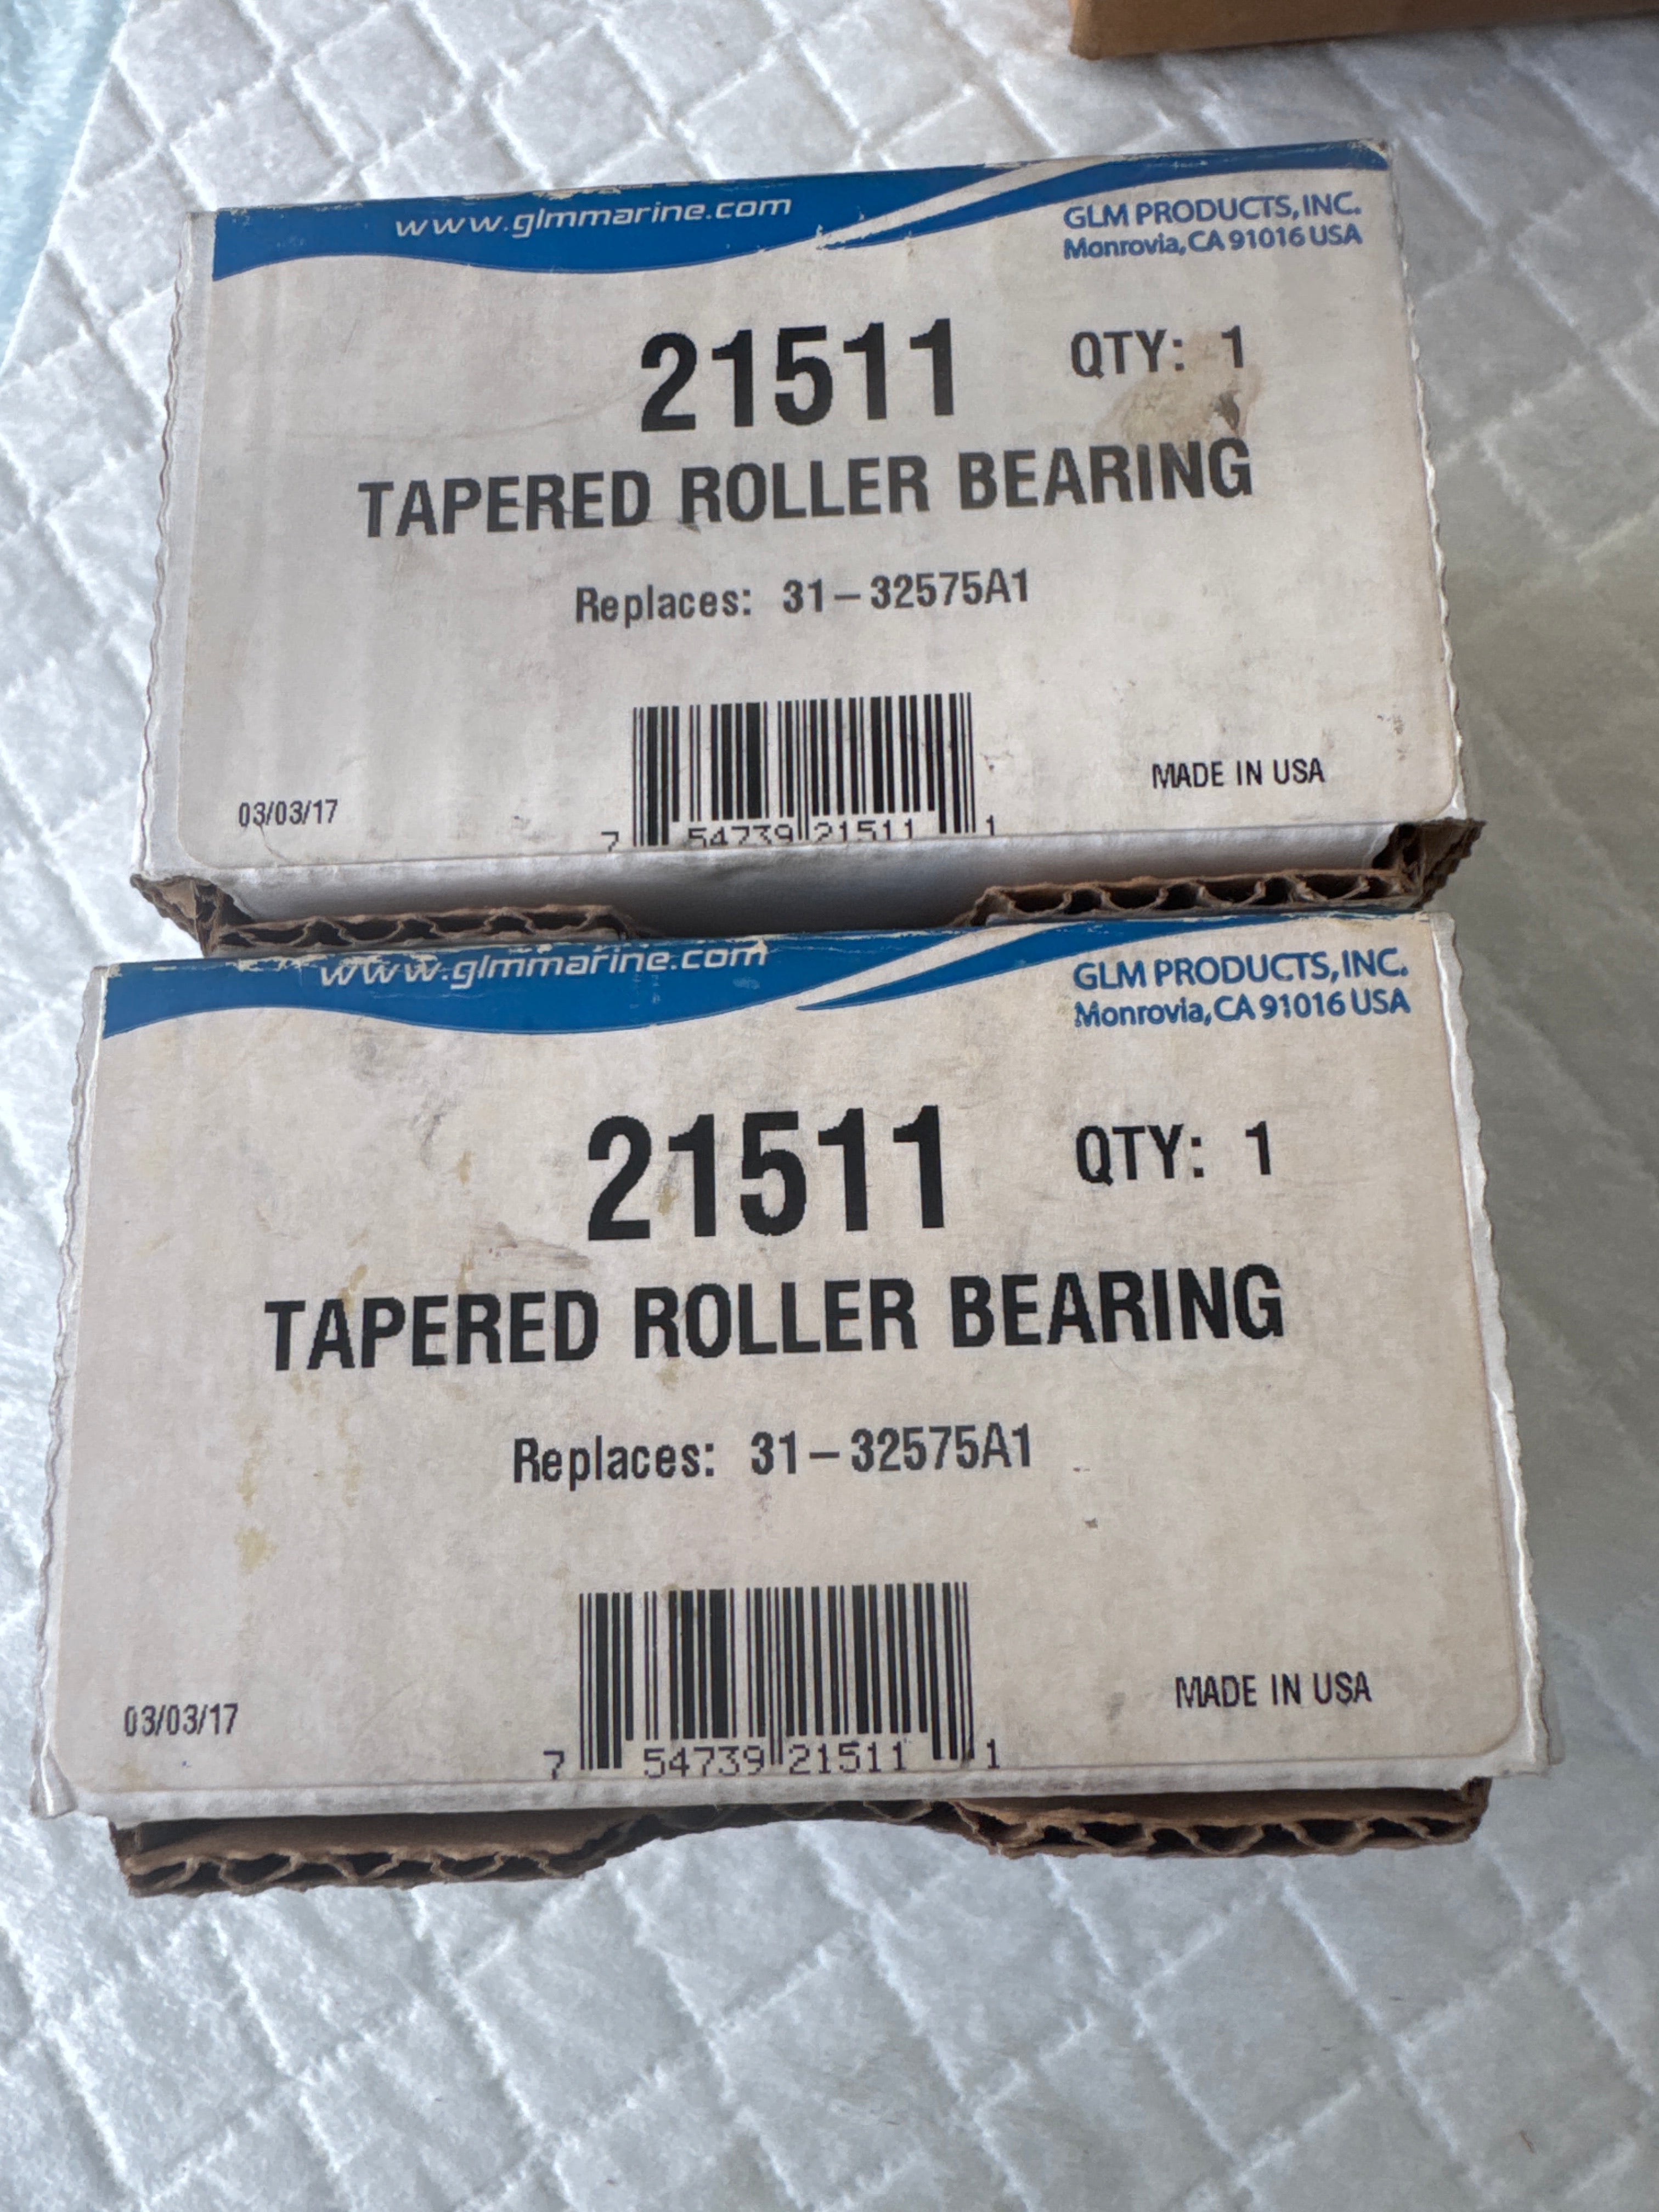 www.glmmarine.com
GLM PRODUCTS, INC.
Monrovia, CA 91016 USA
21511 QTY: 1
TAPERED ROLLER BEARING
Replaces: 31-32575A1
03/03/17
MADE IN USA
7 54739 21511 1
www.glmmarine.com
GLM PRODUCTS, INC.
Monrovia, CA 91016 USA
21511 QTY: 1
TAPERED ROLLER BEARING
Replaces: 31-32575A1
03/03/17
MADE IN USA
7 54739 21511 1